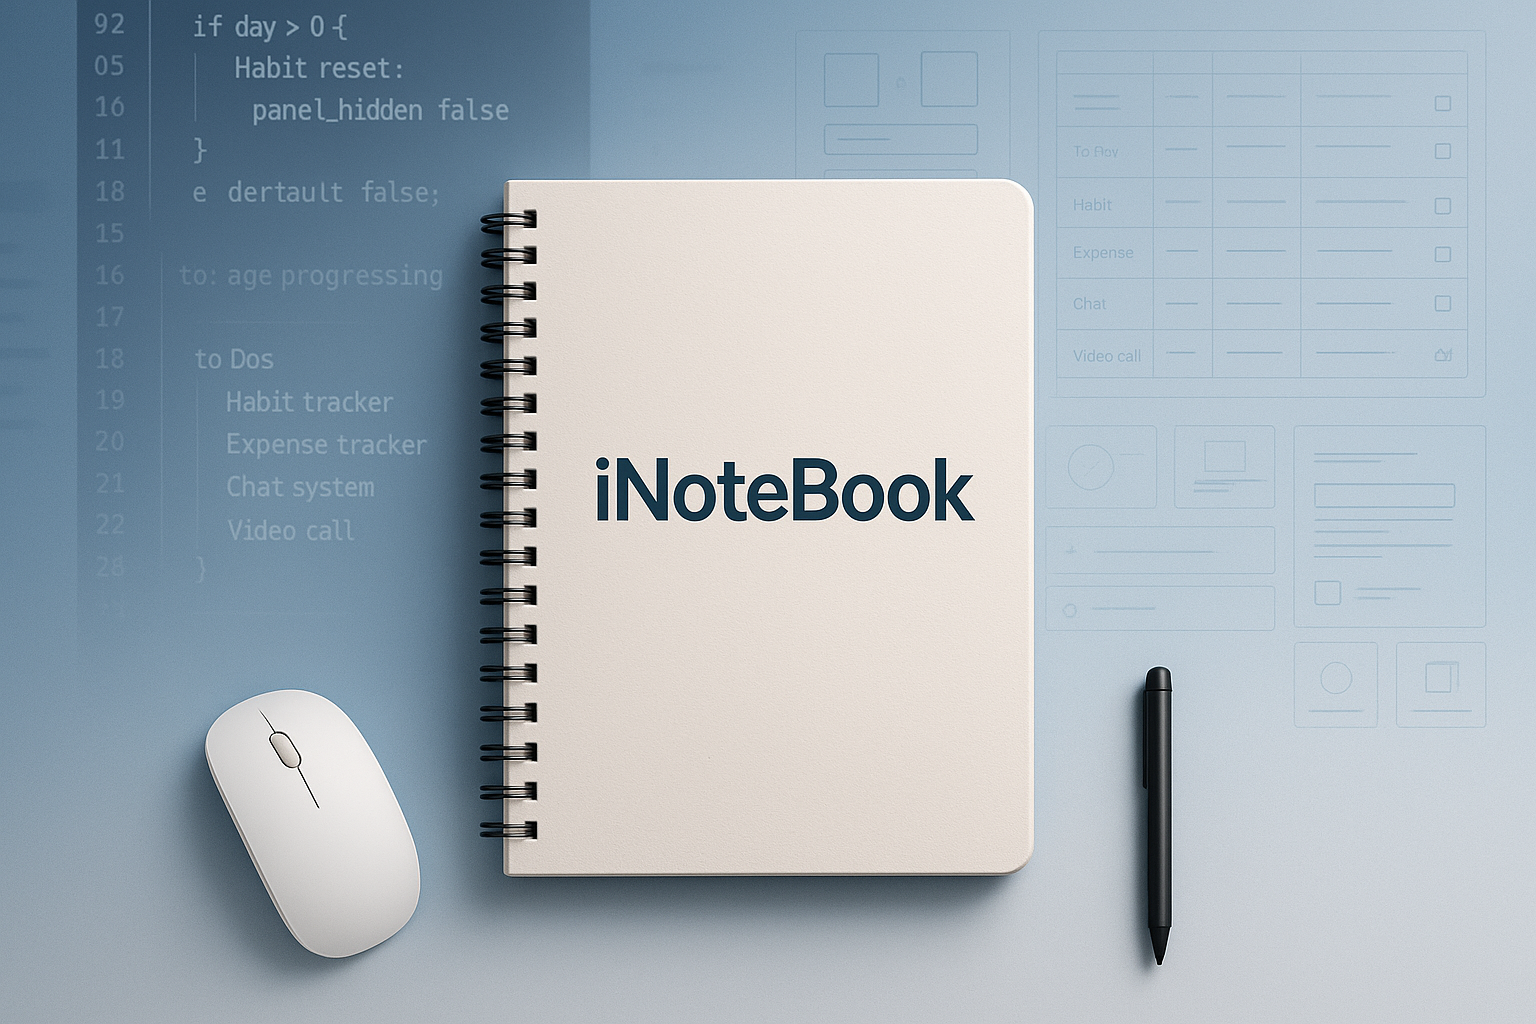 92 if day > 0 {
05 Habit reset:
16 panel_hidden false
11 }
18 e dertault false;
15
16 to: age progressing
17
18 to Dos
19 Habit tracker
20 Expense tracker
21 Chat system
22 Video call
28 }
iNoteBook
To
Habit
Expense
Chat
Video call